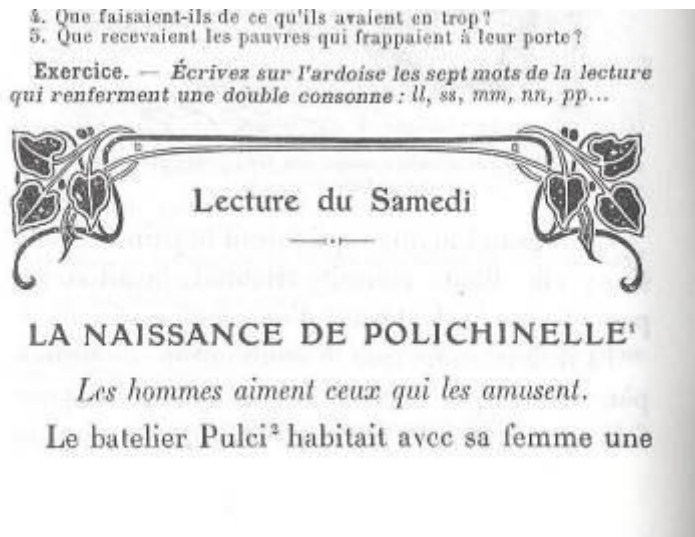 4. Que faisaient-ils de ce qu'ils avaient en trop?
5. Que recevaient les pauvres qui frappaient à leur porte?
Exercice. — Écrivez sur l'ardoise les sept mots de la lecture
qui renferment une double consonne : ll, ss, mm, nn, pp...
Lecture du Samedi
LA NAISSANCE DE POLICHINELLE¹
Les hommes aiment ceux qui les amusent.
Le batelier Pulci² habitait avec sa femme une